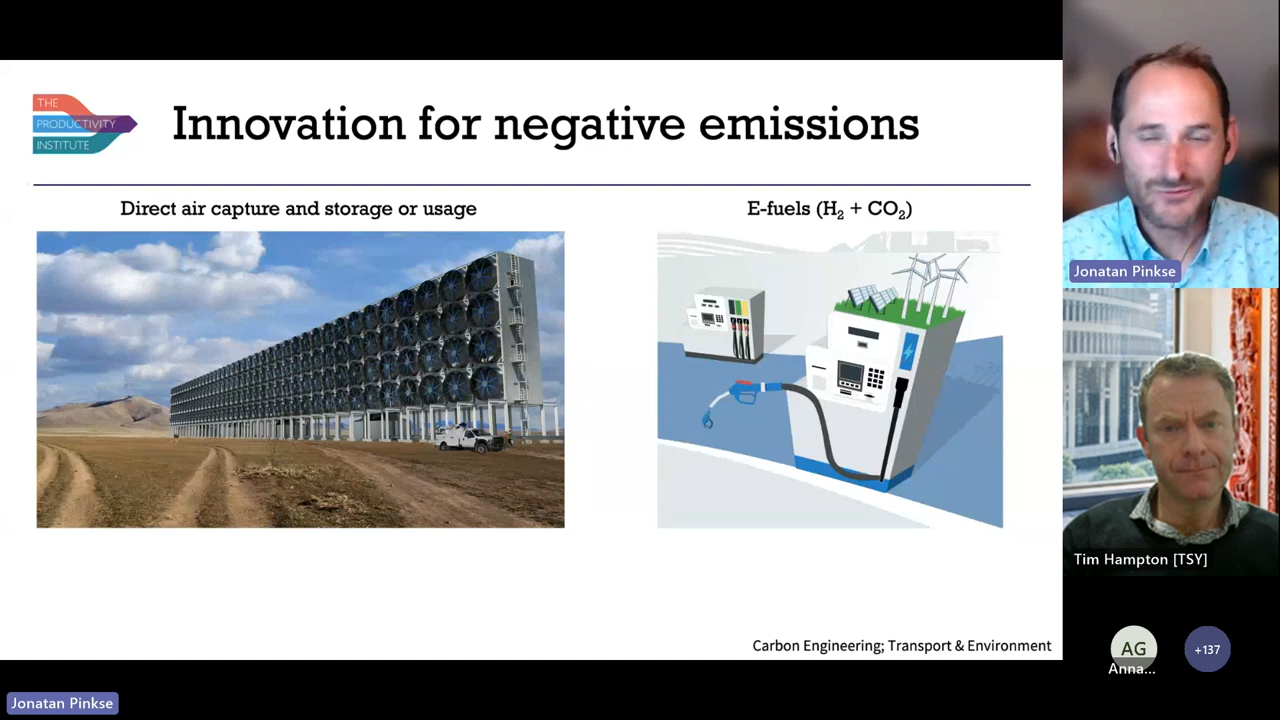 THE
PRODUCTIVITY
INSTITUTE
Innovation for negative emissions
Direct air capture and storage or usage
E-fuels (H₂ + CO₂)
Carbon Engineering; Transport & Environment
Jonatan Pinkse
Tim Hampton [TSY]
AG
Anna...
+137
Jonatan Pinkse